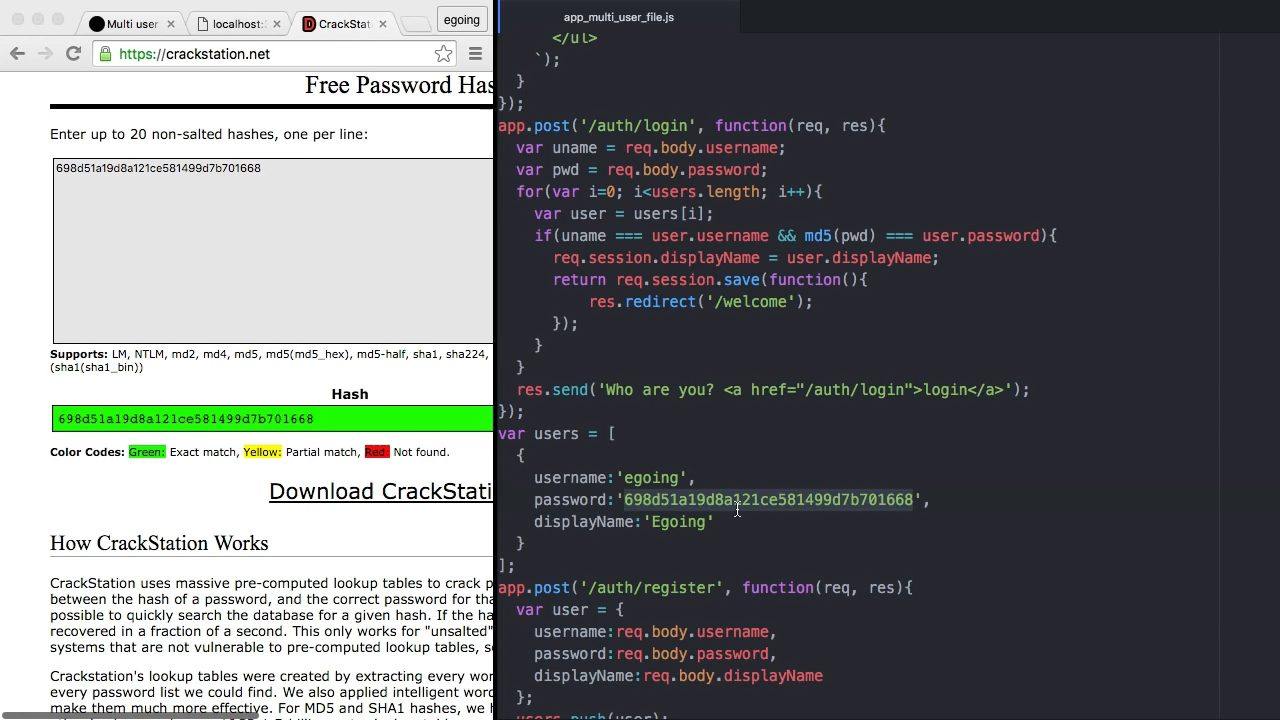 Multi user
localhost:
CrackStati
egoing
https://crackstation.net
Free Password Has
Enter up to 20 non-salted hashes, one per line:
698d51a19d8a121ce581499d7b701668
Supports: LM, NTLM, md2, md4, md5, md5(md5_hex), md5-half, sha1, sha224,
(sha1(sha1_bin))
Hash
698d51a19d8a121ce581499d7b701668
Color Codes: Green: Exact match, Yellow: Partial match, Red: Not found.
Download CrackStati
How CrackStation Works
CrackStation uses massive pre-computed lookup tables to crack p
between the hash of a password, and the correct password for tha
possible to quickly search the database for a given hash. If the ha
recovered in a fraction of a second. This only works for "unsalted"
systems that are not vulnerable to pre-computed lookup tables, se
Crackstation's lookup tables were created by extracting every wor
every password list we could find. We also applied intelligent wor
make them much more effective. For MD5 and SHA1 hashes, we h
app_multi_user_file.js
</ul>
`);
}
});
app.post('/auth/login', function(req, res){
var uname = req.body.username;
var pwd = req.body.password;
for(var i=0; i<users.length; i++){
var user = users[i];
if(uname === user.username && md5(pwd) === user.password){
req.session.displayName = user.displayName;
return req.session.save(function(){
res.redirect('/welcome');
});
}
}
res.send('Who are you? <a href="/auth/login">login</a>');
});
var users = [
{
username:'egoing',
password:'698d51a19d8a121ce581499d7b701668',
displayName:'Egoing'
}
];
app.post('/auth/register', function(req, res){
var user = {
username:req.body.username,
password:req.body.password,
displayName:req.body.displayName
};
users.push(user);